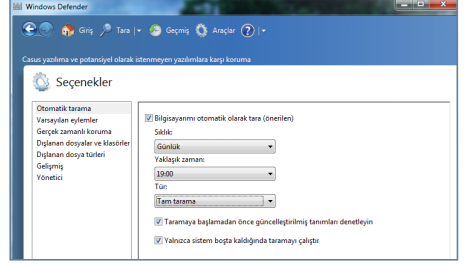 Windows Defender
Giriş Tara Geçmiş Araçlar
Casus yazılıma ve potansiyel olarak istenmeyen yazılımlara karşı koruma
Seçenekler
Otomatik tarama
Varsayılan eylemler
Gerçek zamanlı koruma
Dışlanan dosyalar ve klasörler
Dışlanan dosya türleri
Gelişmiş
Yönetici
Bilgisayarımı otomatik olarak tara (önerilen)
Sıklık:
Günlük
Yaklaşık zamanı:
19:00
Tür:
Tam tarama
Taramaya başlamadan önce güncelleştirilmiş tanımları denetleyin
Yalnızca sistem boşta kaldığında taramayı çalıştır